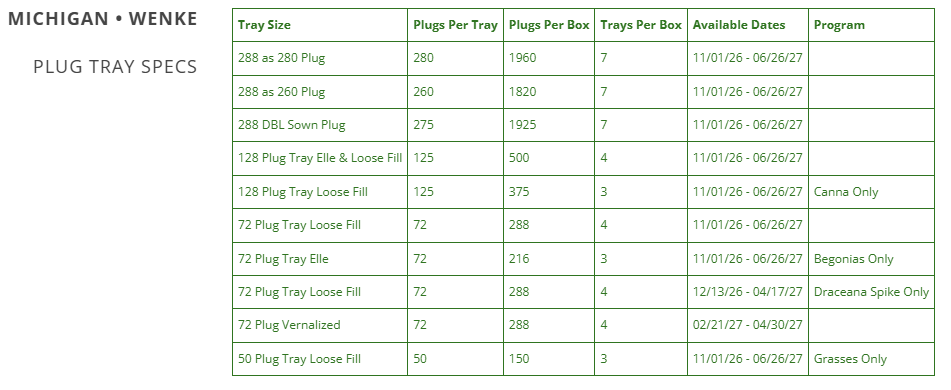 MICHIGAN • WENKE
PLUG TRAY SPECS
Tray Size Plugs Per Tray Plugs Per Box Trays Per Box Available Dates Program
288 as 280 Plug 280 1960 7 11/01/26 - 06/26/27
288 as 260 Plug 260 1820 7 11/01/26 - 06/26/27
288 DBL Sown Plug 275 1925 7 11/01/26 - 06/26/27
128 Plug Tray Elle & Loose Fill 125 500 4 11/01/26 - 06/26/27
128 Plug Tray Loose Fill 125 375 3 11/01/26 - 06/26/27 Canna Only
72 Plug Tray Loose Fill 72 288 4 11/01/26 - 06/26/27
72 Plug Tray Elle 72 216 3 11/01/26 - 06/26/27 Begonias Only
72 Plug Tray Loose Fill 72 288 4 12/13/26 - 04/17/27 Draceana Spike Only
72 Plug Vernalized 72 288 4 02/21/27 - 04/30/27
50 Plug Tray Loose Fill 50 150 3 11/01/26 - 06/26/27 Grasses Only